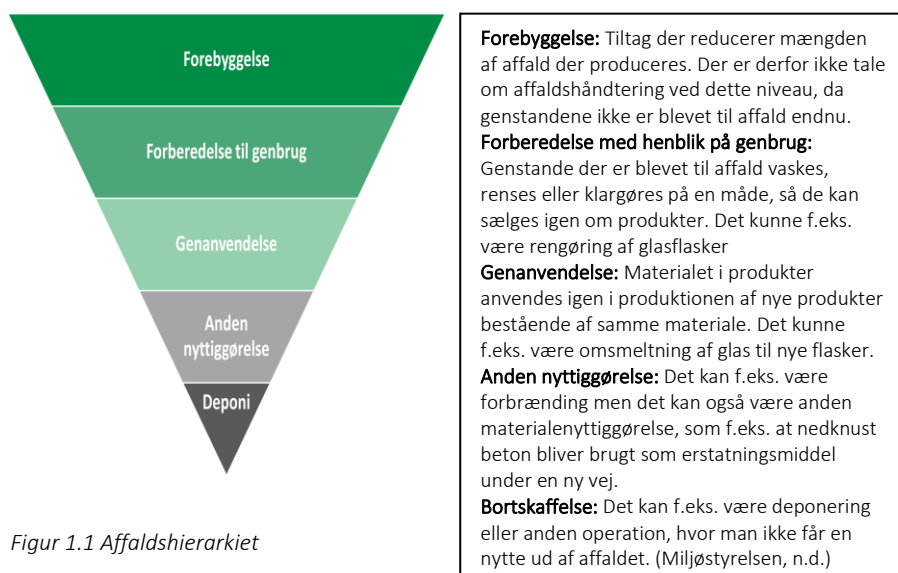 Forebyggelse
Forberedelse til genbrug
Genanvendelse
Anden
nyttiggørelse
Deponi
Figur 1.1 Affaldshierarkiet
Forebyggelse: Tiltag der reducerer mængden
af affald der produceres. Der er derfor ikke tale
om affaldshåndtering ved dette niveau, da
genstandene ikke er blevet til affald endnu.
Forberedelse med henblik på genbrug:
Genstande der er blevet til affald vaskes,
renses eller klargøres på en måde, så de kan
sælges igen om produkter. Det kunne f.eks.
være rengøring af glasflasker
Genanvendelse: Materialet i produkter
anvendes igen i produktionen af nye produkter
bestående af samme materiale. Det kunne
f.eks. være omsmeltning af glas til nye flasker.
Anden nyttiggørelse: Det kan f.eks. være
forbrænding men det kan også være anden
materialenyttiggørelse, som f.eks. at nedknust
beton bliver brugt som erstatningsmiddel
under en ny vej.
Bortskaffelse: Det kan f.eks. være deponering
eller anden operation, hvor man ikke får en
nytte ud af affaldet. (Miljøstyrelsen, n.d.)